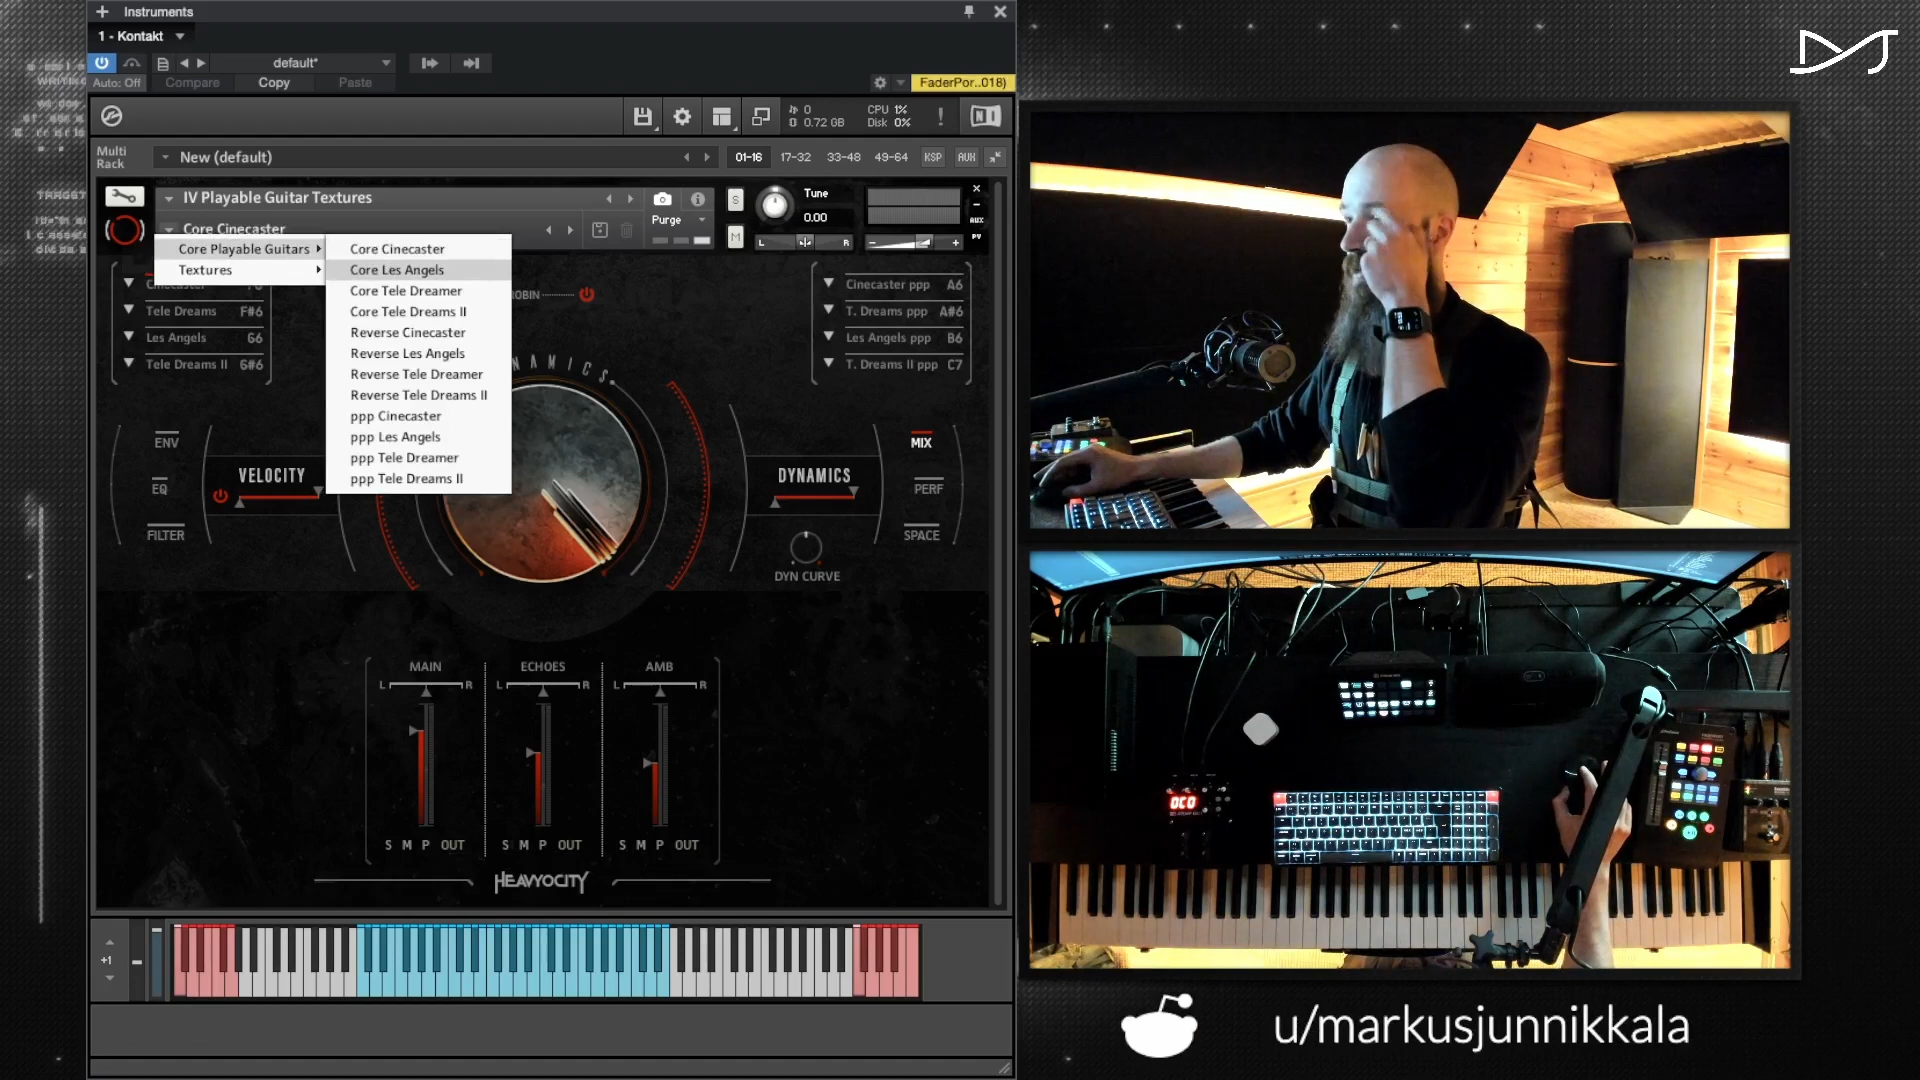 Instruments
1 - Kontakt
default*
Auto: Off
Compare
Copy
Paste
FaderPor..018)
0
0.72 GB
CPU 1%
Disk 0%
!
NI
Multi
Rack
New (default)
01-16
17-32
33-48
49-64
KSP
AUX
IV Playable Guitar Textures
Core Cinecaster
Purge
S
M
Tune
0.00
L
R
AUX
PV
Core Playable Guitars
Textures
Core Cinecaster
Core Les Angels
Core Tele Dreamer
Core Tele Dreams II
Reverse Cinecaster
Reverse Les Angels
Reverse Tele Dreamer
Reverse Tele Dreams II
ppp Cinecaster
ppp Les Angels
ppp Tele Dreamer
ppp Tele Dreams II
Tele Dreams F#6
Les Angels G6
Tele Dreams II G#6
Cinecaster ppp A6
T. Dreams ppp A#6
Les Angels ppp B6
T. Dreams II ppp C7
ENV
EQ
FILTER
VELOCITY
DYNAMICS
DYN CURVE
MIX
PERF
SPACE
MAIN
ECHOES
AMB
L R
L R
L R
S M P OUT
S M P OUT
S M P OUT
HEAVYOCITY
+1
u/markusjunnikkala